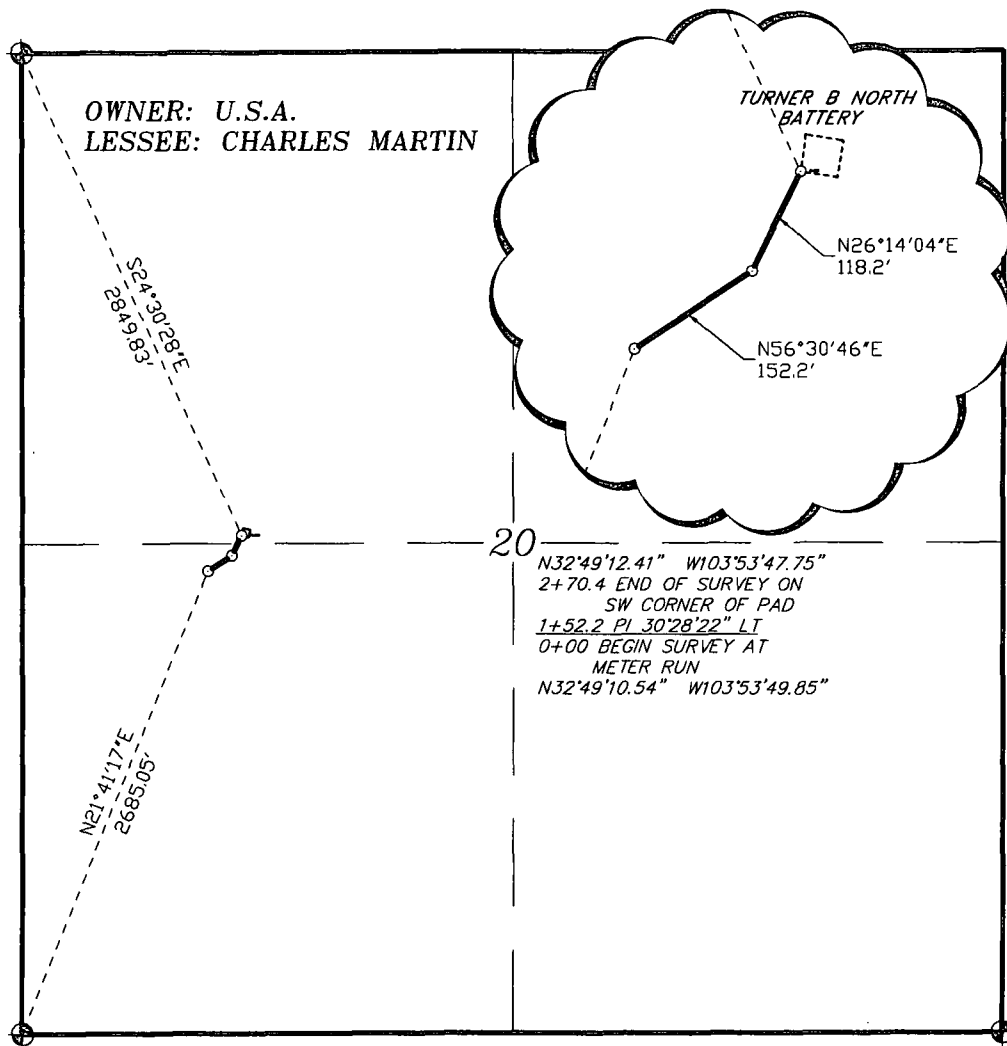 OWNER: U.S.A.
LESSEE: CHARLES MARTIN
TURNER B NORTH
BATTERY
N26°14'04"E
118.2'
N56°30'46"E
152.2'
S24°30'28"E
2849.83'
20
N32°49'12.41" W103°53'47.75"
2+70.4 END OF SURVEY ON
SW CORNER OF PAD
1+52.2 PI 30°28'22" LT
0+00 BEGIN SURVEY AT
METER RUN
N32°49'10.54" W103°53'49.85"
N21°41'17"E
2685.05'